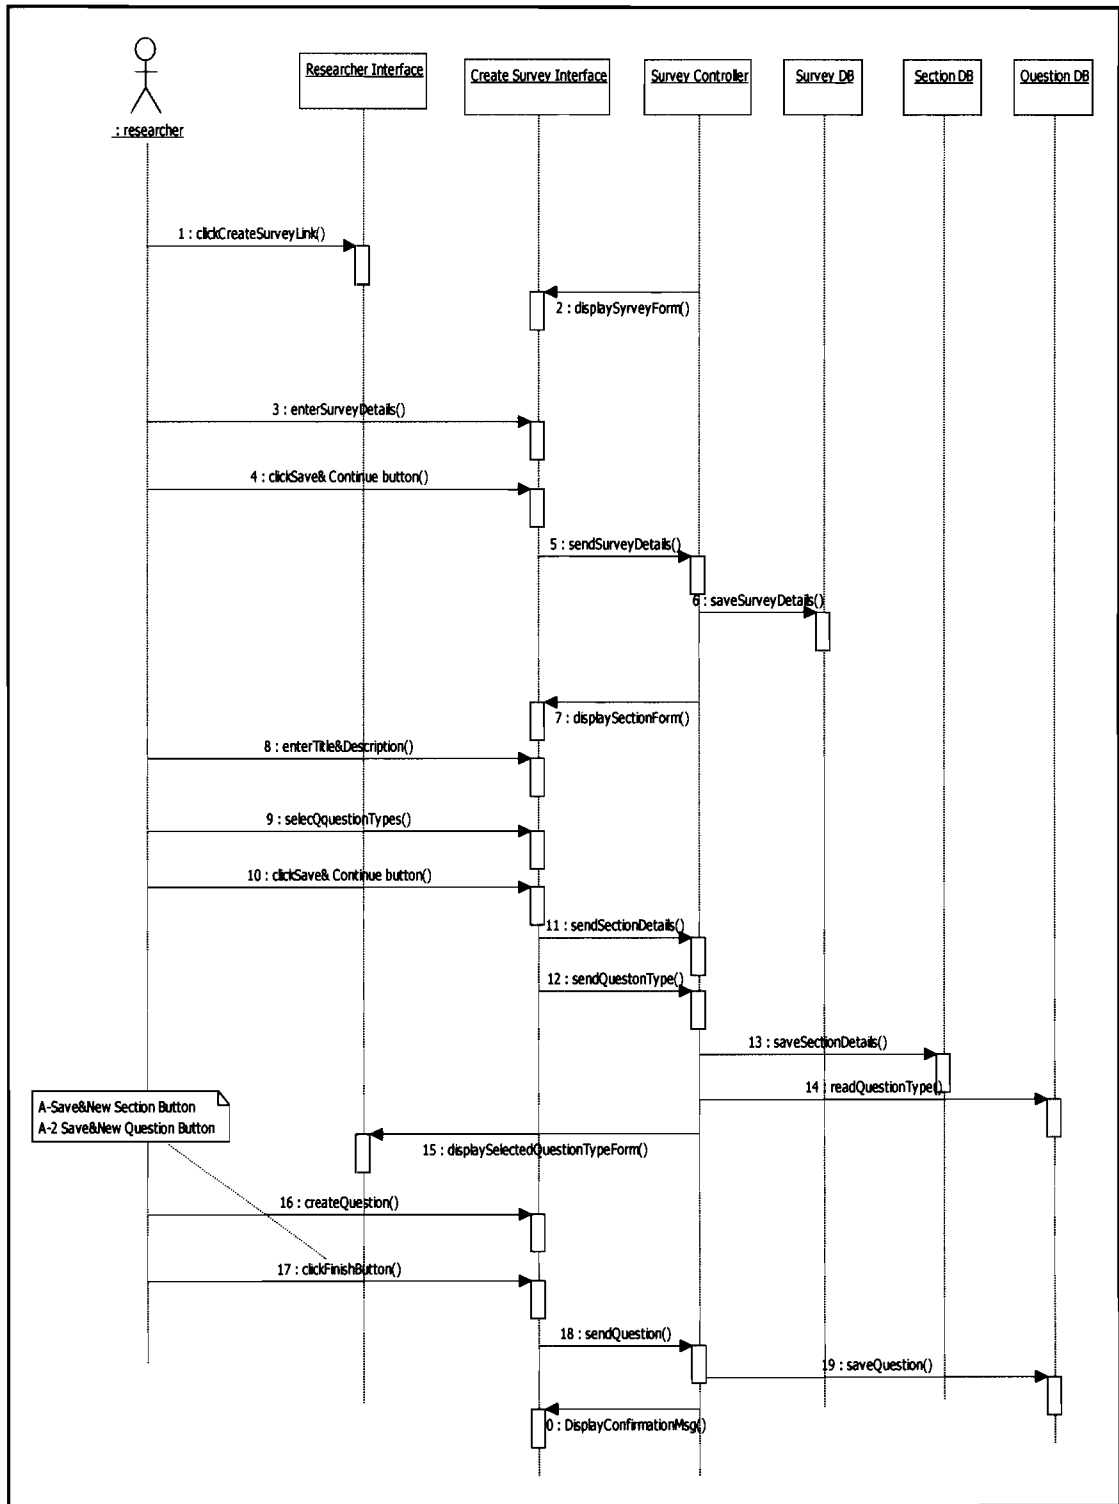 : researcher
Researcher Interface
Create Survey Interface
Survey Controller
Survey DB
Section DB
Question DB
1 : clickCreateSurveyLink()
2 : displaySyrveyForm()
3 : enterSurveyDetails()
4 : clickSave& Continue button()
5 : sendSurveyDetails()
6 : saveSurveyDetails()
7 : displaySectionForm()
8 : enterTitle&Description()
9 : selecQquestionTypes()
10 : clickSave& Continue button()
11 : sendSectionDetails()
12 : sendQuestonType()
13 : saveSectionDetails()
14 : readQuestionType()
A-Save&New Section Button
A-2 Save&New Question Button
15 : displaySelectedQuestionTypeForm()
16 : createQuestion()
17 : clickFinishButton()
18 : sendQuestion()
19 : saveQuestion()
0 : DisplayConfirmationMsg()